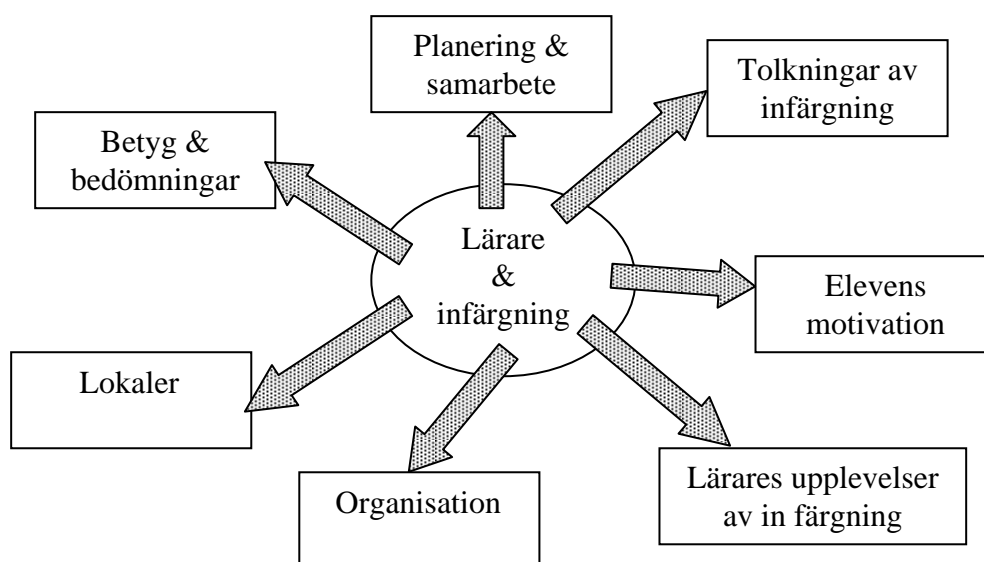 Planering &
samarbete
Tolkningar av
infärgning
Betyg &
bedömningar
Lärare
&
infärgning
Elevens
motivation
Lokaler
Organisation
Lärares upplevelser
av in färgning